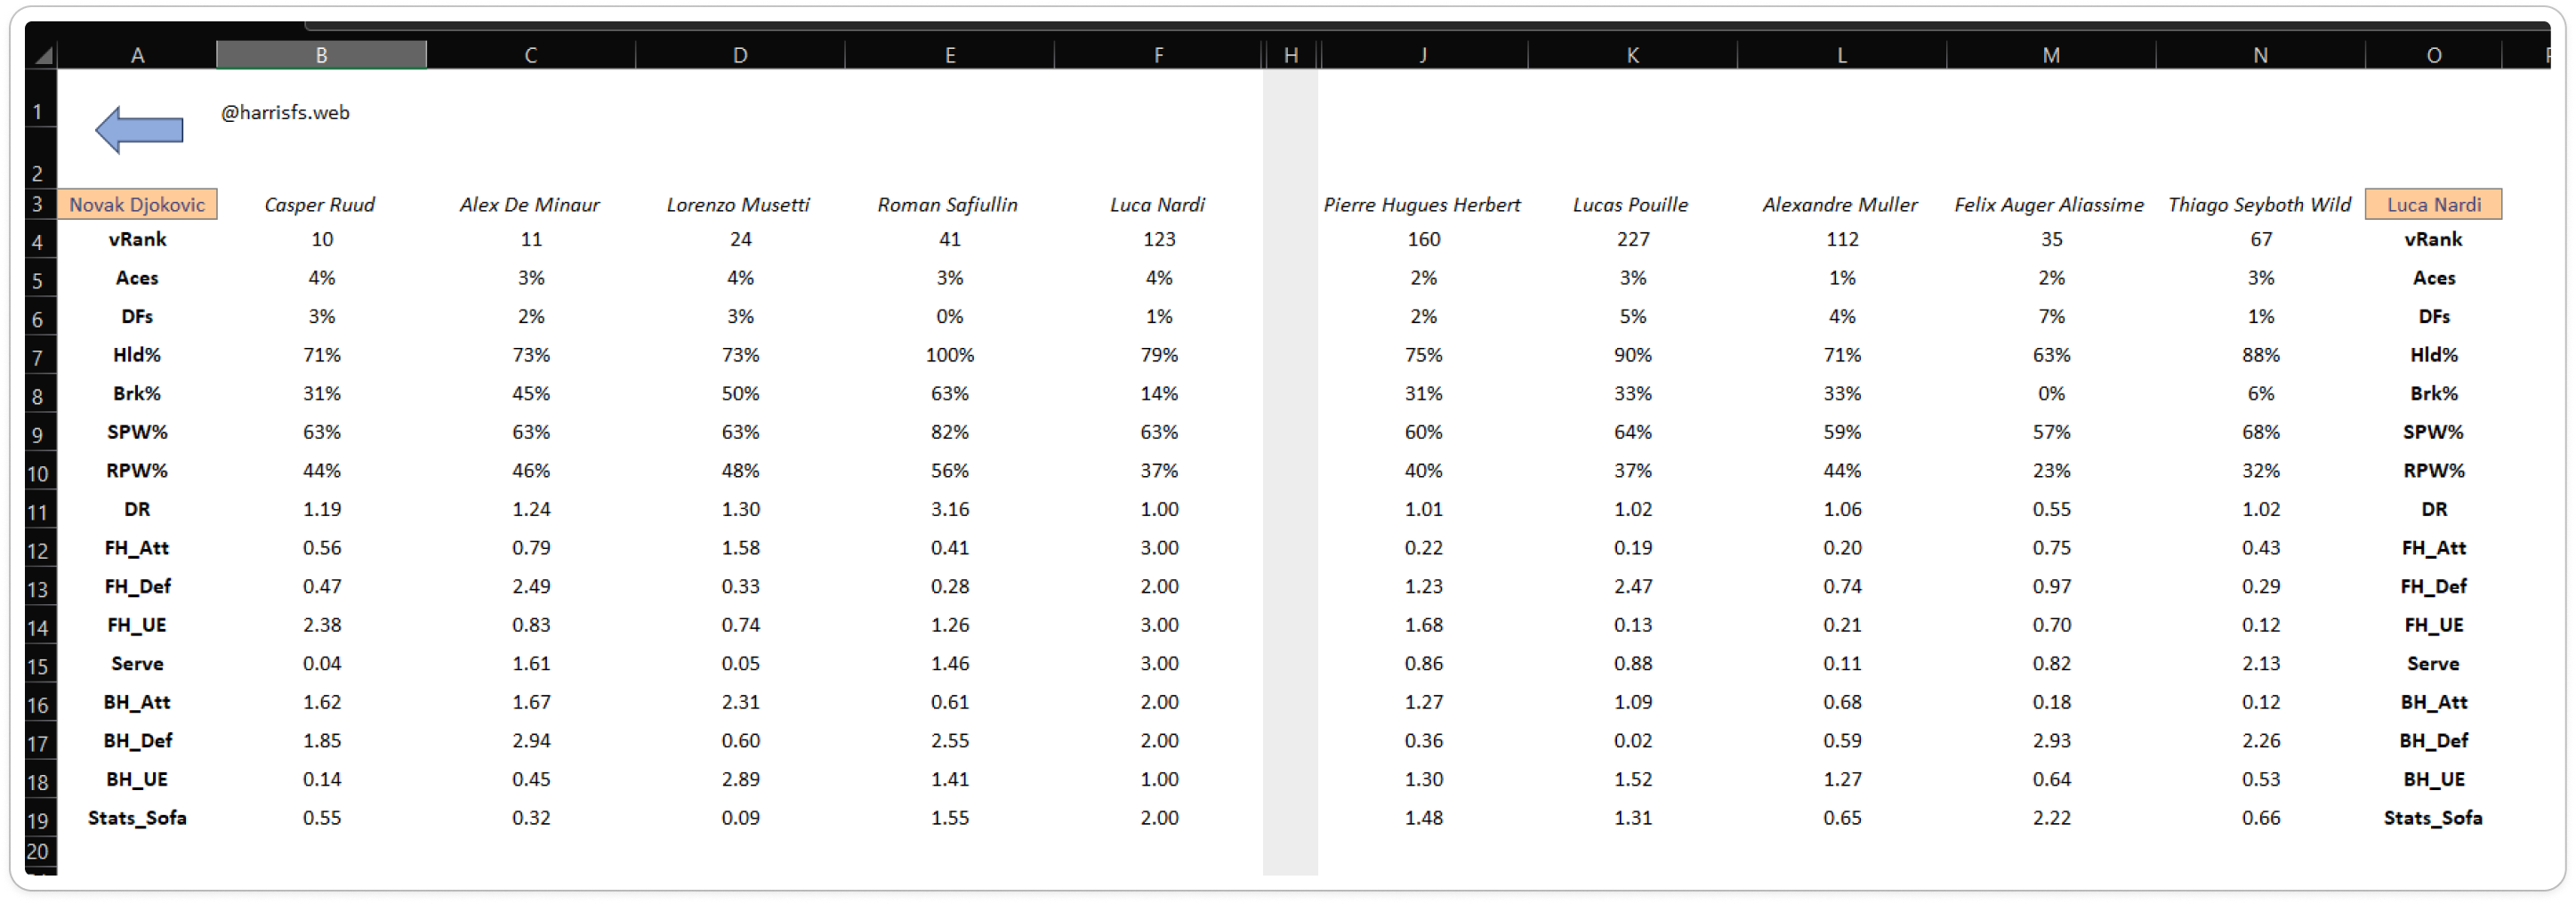 A B C D E F H J K L M N O
1 @harrisfs.web
2
3 Novak Djokovic Casper Ruud Alex De Minaur Lorenzo Musetti Roman Safiullin Luca Nardi Pierre Hugues Herbert Lucas Pouille Alexandre Muller Felix Auger Aliassime Thiago Seyboth Wild Luca Nardi
4 vRank 10 11 24 41 123 160 227 112 35 67 vRank
5 Aces 4% 3% 4% 3% 4% 2% 3% 1% 2% 3% Aces
6 DFs 3% 2% 3% 0% 1% 2% 5% 4% 7% 1% DFs
7 Hld% 71% 73% 73% 100% 79% 75% 90% 71% 63% 88% Hld%
8 Brk% 31% 45% 50% 63% 14% 31% 33% 33% 0% 6% Brk%
9 SPW% 63% 63% 63% 82% 63% 60% 64% 59% 57% 68% SPW%
10 RPW% 44% 46% 48% 56% 37% 40% 37% 44% 23% 32% RPW%
11 DR 1.19 1.24 1.30 3.16 1.00 1.01 1.02 1.06 0.55 1.02 DR
12 FH_Att 0.56 0.79 1.58 0.41 3.00 0.22 0.19 0.20 0.75 0.43 FH_Att
13 FH_Def 0.47 2.49 0.33 0.28 2.00 1.23 2.47 0.74 0.97 0.29 FH_Def
14 FH_UE 2.38 0.83 0.74 1.26 3.00 1.68 0.13 0.21 0.70 0.12 FH_UE
15 Serve 0.04 1.61 0.05 1.46 3.00 0.86 0.88 0.11 0.82 2.13 Serve
16 BH_Att 1.62 1.67 2.31 0.61 2.00 1.27 1.09 0.68 0.18 0.12 BH_Att
17 BH_Def 1.85 2.94 0.60 2.55 2.00 0.36 0.02 0.59 2.93 2.26 BH_Def
18 BH_UE 0.14 0.45 2.89 1.41 1.00 1.30 1.52 1.27 0.64 0.53 BH_UE
19 Stats_Sofa 0.55 0.32 0.09 1.55 2.00 1.48 1.31 0.65 2.22 0.66 Stats_Sofa
20